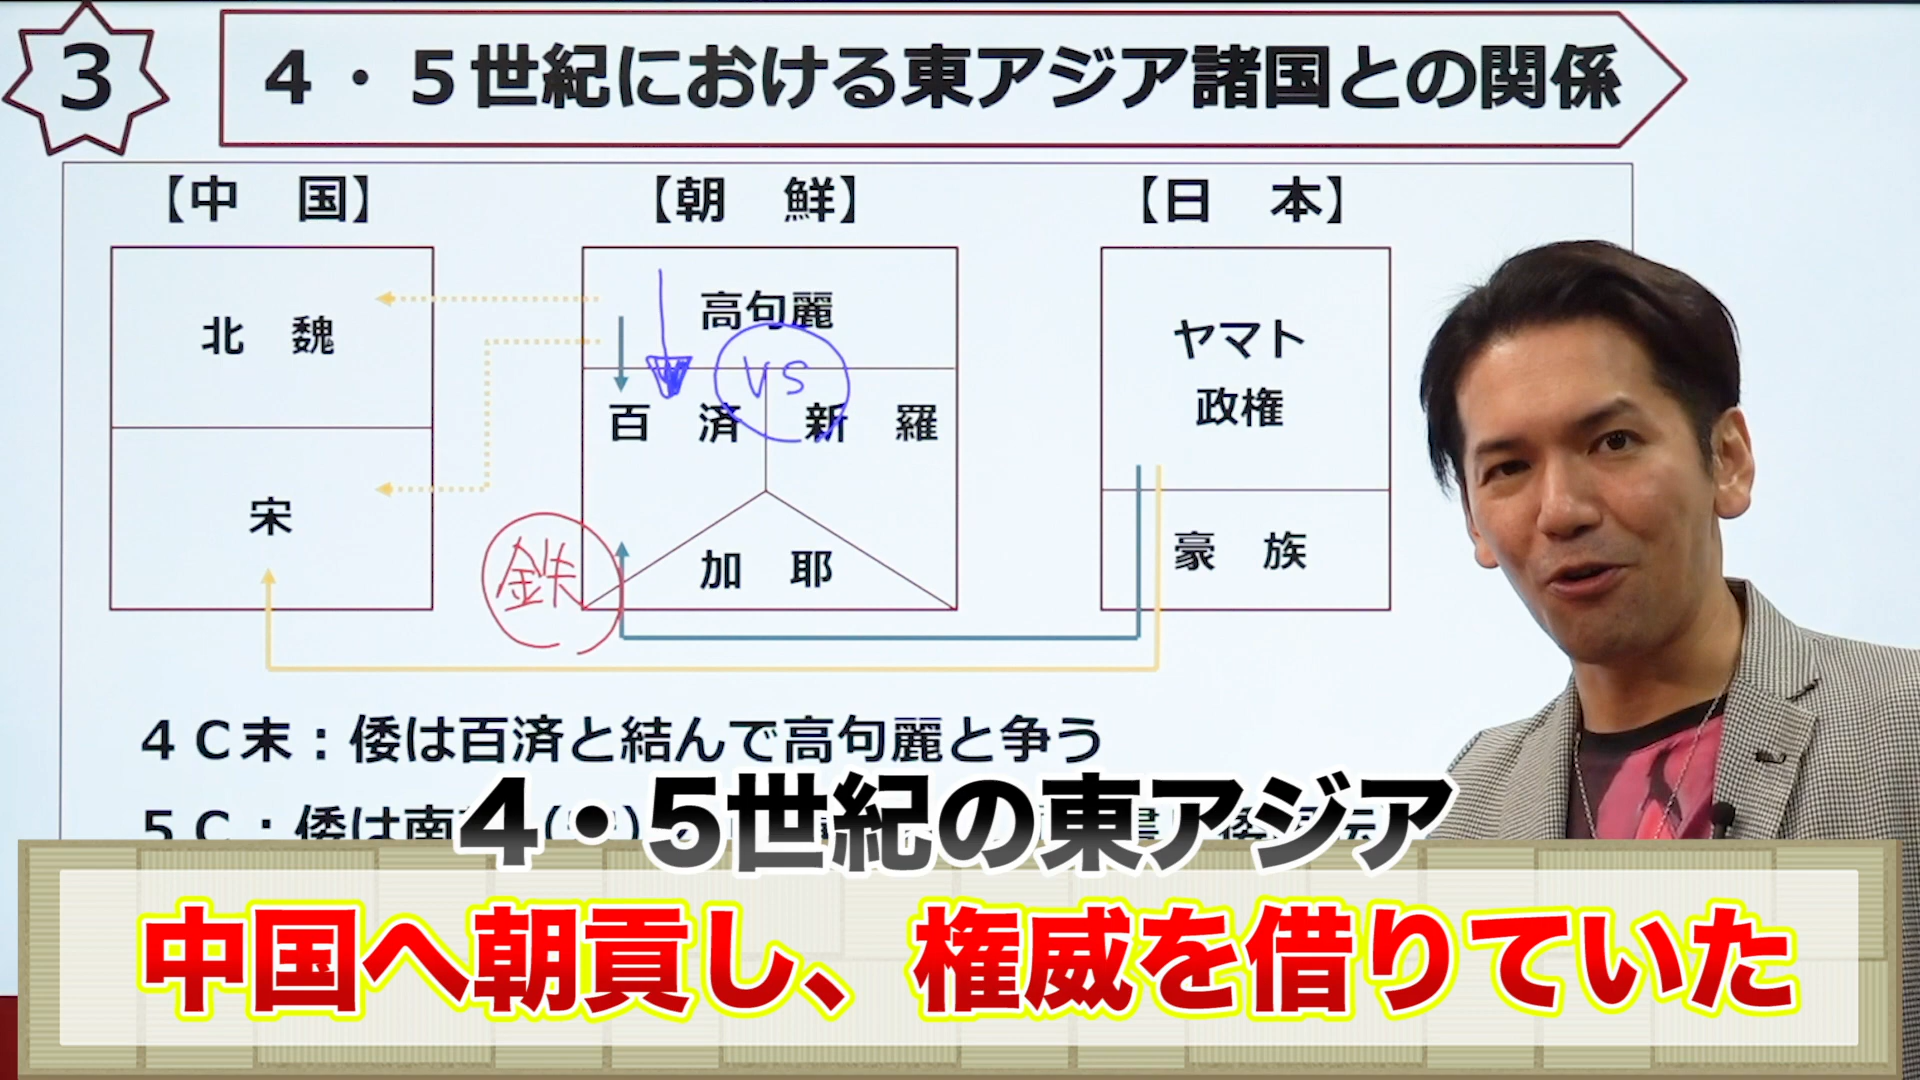 3
4・5世紀における東アジア諸国との関係
【中　国】
【朝　鮮】
【日　本】
北　魏
宋
高句麗
VS
百　済
新　羅
加　耶
鉄
ヤマト
政権
豪　族
4C末：倭は百済と結んで高句麗と争う
5C：倭は南
4・5世紀の東アジア
中国へ朝貢し、権威を借りていた